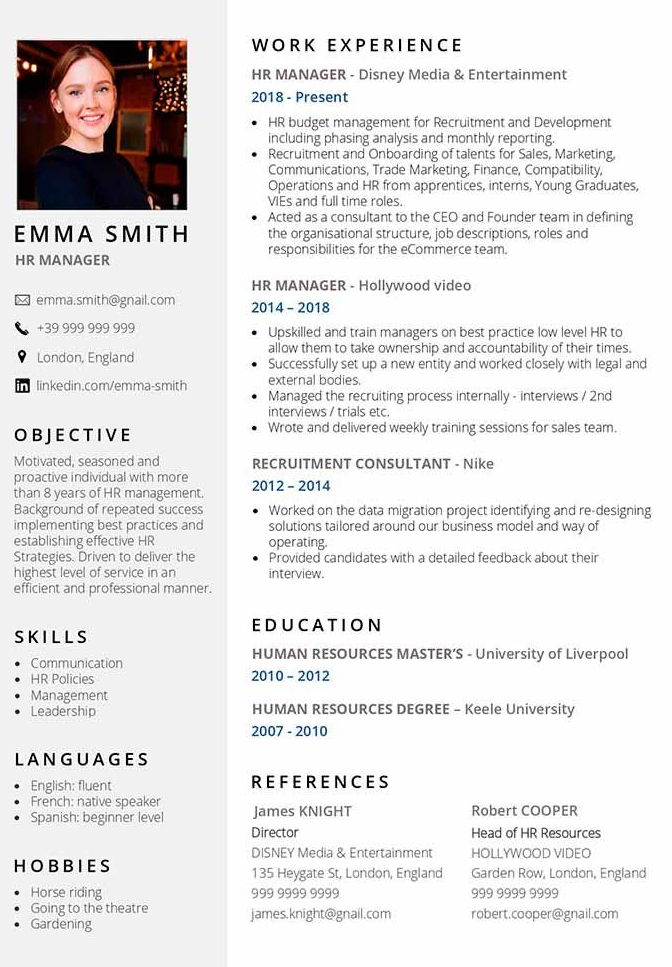 EMMA SMITH
HR MANAGER
emma.smith@gnail.com
+39 999 999 999
London, England
in linkedin.com/emma-smith
OBJECTIVE
Motivated, seasoned and
proactive individual with more
than 8 years of HR management.
Background of repeated success
implementing best practices and
establishing effective HR
Strategies. Driven to deliver the
highest level of service in an
efficient and professional manner.
SKILLS
• Communication
• HR Policies
• Management
• Leadership
LANGUAGES
• English: fluent
• French: native speaker
• Spanish: beginner level
HOBBIES
• Horse riding
• Going to the theatre
• Gardening
WORK EXPERIENCE
HR MANAGER - Disney Media & Entertainment
2018 - Present
• HR budget management for Recruitment and Development
including phasing analysis and monthly reporting.
• Recruitment and Onboarding of talents for Sales, Marketing,
Communications, Trade Marketing, Finance, Compatibility,
Operations and HR from apprentices, interns, Young Graduates,
VIEs and full time roles.
• Acted as a consultant to the CEO and Founder team in defining
the organisational structure, job descriptions, roles and
responsibilities for the eCommerce team.
HR MANAGER - Hollywood video
2014 – 2018
• Upskilled and train managers on best practice low level HR to
allow them to take ownership and accountability of their times.
• Successfully set up a new entity and worked closely with legal and
external bodies.
• Managed the recruiting process internally - interviews / 2nd
interviews / trials etc.
• Wrote and delivered weekly training sessions for sales team.
RECRUITMENT CONSULTANT - Nike
2012 – 2014
• Worked on the data migration project identifying and re-designing
solutions tailored around our business model and way of
operating.
• Provided candidates with a detailed feedback about their
interview.
EDUCATION
HUMAN RESOURCES MASTER'S - University of Liverpool
2010 – 2012
HUMAN RESOURCES DEGREE – Keele University
2007 - 2010
REFERENCES
James KNIGHT
Director
DISNEY Media & Entertainment
135 Heygate St, London, England
999 9999 9999
james.knight@gnail.com
Robert COOPER
Head of HR Resources
HOLLYWOOD VIDEO
Garden Row, London, England
999 9999 9999
robert.cooper@gnail.com